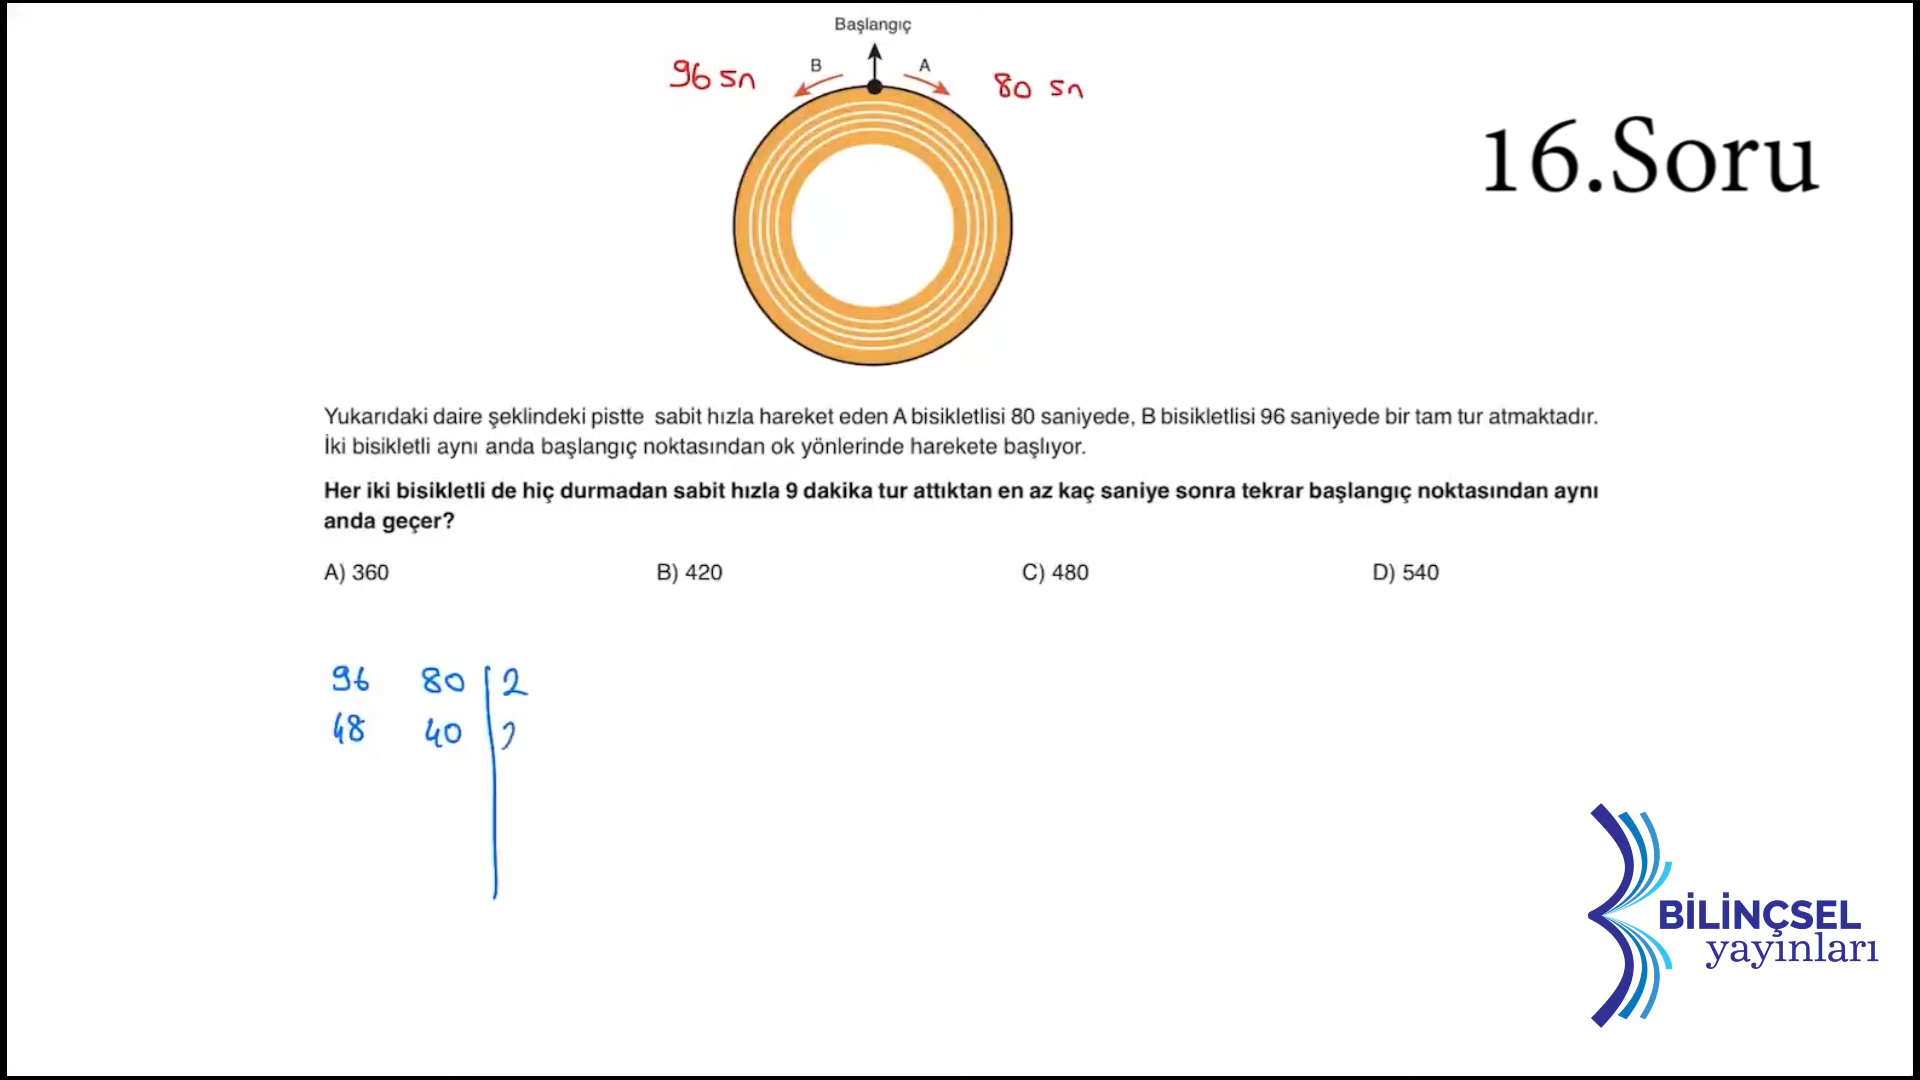 Başlangıç
96 sn
B
A
80 sn
16.Soru
Yukarıdaki daire şeklindeki pistte sabit hızla hareket eden A bisikletlisi 80 saniyede, B bisikletlisi 96 saniyede bir tam tur atmaktadır.
İki bisikletli aynı anda başlangıç noktasından ok yönlerinde harekete başlıyor.
Her iki bisikletli de hiç durmadan sabit hızla 9 dakika tur attıktan en az kaç saniye sonra tekrar başlangıç noktasından aynı
anda geçer?
A) 360 B) 420 C) 480 D) 540
96 80 2
48 40
BİLİNÇSEL
yayınları